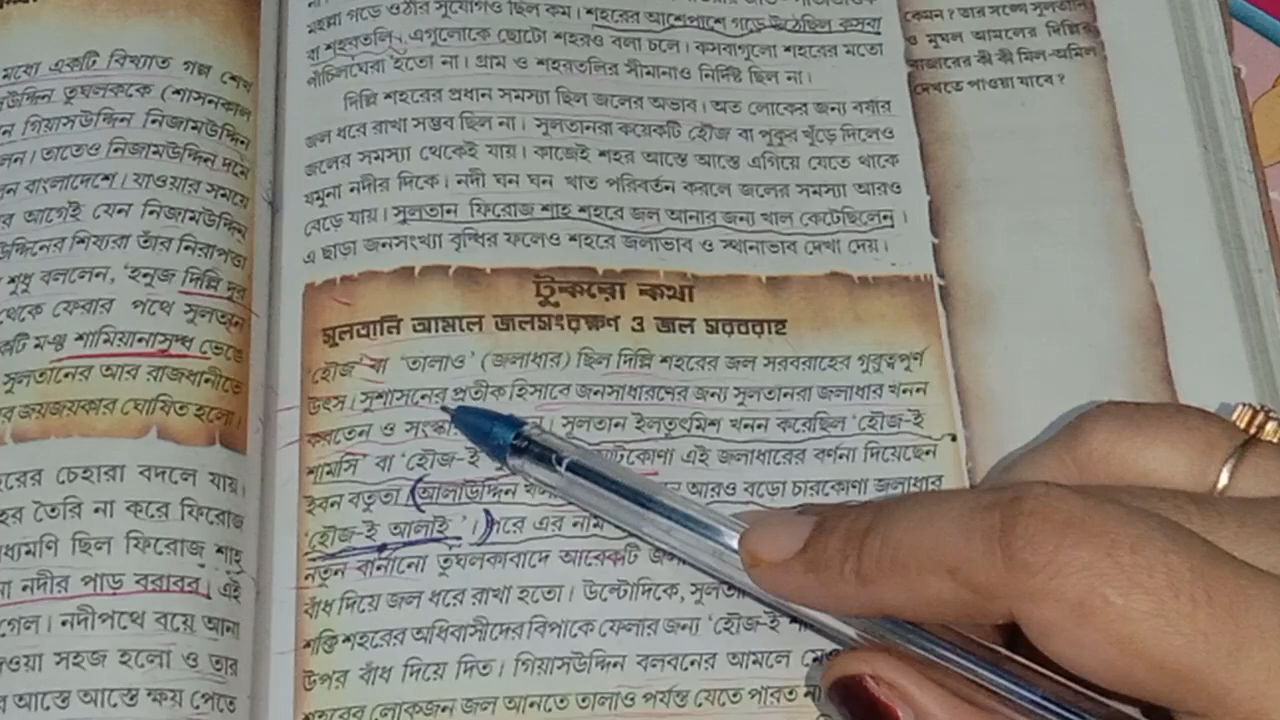 মধ্যে একটি বিখ্যাত গল্প শেখ
উদ্দিন তুঘলককে (শাসনকাল
ন গিয়াসউদ্দিন নিজামউদ্দিন
লেন। তাতেও নিজামউদ্দিন দমে
ন বাংলাদেশে। যাওয়ার সময়ে
র আগেই যেন নিজামউদ্দিন
উদ্দিনের শিষ্যরা তাঁর নিরাপত্তা
শুধু বললেন, 'হনুজ দিল্লি দূর
থেকে ফেরার পথে সুলতান
কটি মঞ্চ শামিয়ানাসুদ্ধ ভেঙে
সুলতানের আর রাজধানীতে
র জয়জয়কার ঘোষিত হলো।
রের চেহারা বদলে যায়।
হর তৈরি না করে ফিরোজ
ধ্যমণি ছিল ফিরোজ শাহ
না নদীর পাড় বরাবর। এই
গেল। নদীপথে বয়ে আনা
ওয়া সহজ হলো ও তার
আস্তে আস্তে ক্ষয় পেতে
মহল্লা গড়ে ওঠার সুযোগও ছিল কম। শহরের আশেপাশে গড়ে উঠেছিল কসবা
বা শহরতলি। এগুলোকে ছোটো শহরও বলা চলে। কসবাগুলো শহরের মতো
পাঁচিলঘেরা হতো না। গ্রাম ও শহরতলির সীমানাও নির্দিষ্ট ছিল না।
দিল্লি শহরের প্রধান সমস্যা ছিল জলের অভাব। অত লোকের জন্য বর্ষার
জল ধরে রাখা সম্ভব ছিল না। সুলতানরা কয়েকটি হৌজ বা পুকুর খুঁড়ে দিলেও
জলের সমস্যা থেকেই যায়। কাজেই শহর আস্তে আস্তে এগিয়ে যেতে থাকে
যমুনা নদীর দিকে। নদী ঘন ঘন খাত পরিবর্তন করলে জলের সমস্যা আরও
বেড়ে যায়। সুলতান ফিরোজ শাহ শহরে জল আনার জন্য খাল কেটেছিলেন।
এ ছাড়া জনসংখ্যা বৃদ্ধির ফলেও শহরে জলাভাব ও স্থানাভাব দেখা দেয়।
টুকরো কথা
সুলতানি আমলে জলসংরক্ষণ ও জল সরবরাহ
'হৌজ' বা 'তালাও' (জলাধার) ছিল দিল্লি শহরের জল সরবরাহের গুরুত্বপূর্ণ
উৎস। সুশাসনের প্রতীক হিসাবে জনসাধারণের জন্য সুলতানরা জলাধার খনন
করতেন ও সংস্কা । সুলতান ইলতুৎমিশ খনন করেছিল 'হৌজ-ই
শামসি' বা 'হৌজ-ই আটকোণা এই জলাধারের বর্ণনা দিয়েছেন
ইবন বতুতা। আলাউদ্দিন আরও বড়ো চারকোণা জলাধার
'হৌজ-ই আলাই'। পরে এর নাম
নতুন বানানো তুঘলকাবাদে আরেকটি
বাঁধ দিয়ে জল ধরে রাখা হতো। উল্টোদিকে,
শক্তি শহরের অধিবাসীদের বিপাকে ফেলার জন্য 'হৌজ-ই
উপর বাঁধ দিয়ে দিত। গিয়াসউদ্দিন বলবনের আমলে
শহরের লোকজন জল আনতে তালাও পর্যন্ত যেতে পারত না
কেমন? তার সঙ্গে সুলতানি
ও মুঘল আমলের দিল্লির
বাজারের কী কী মিল-অমিল
দেখতে পাওয়া যাবে?